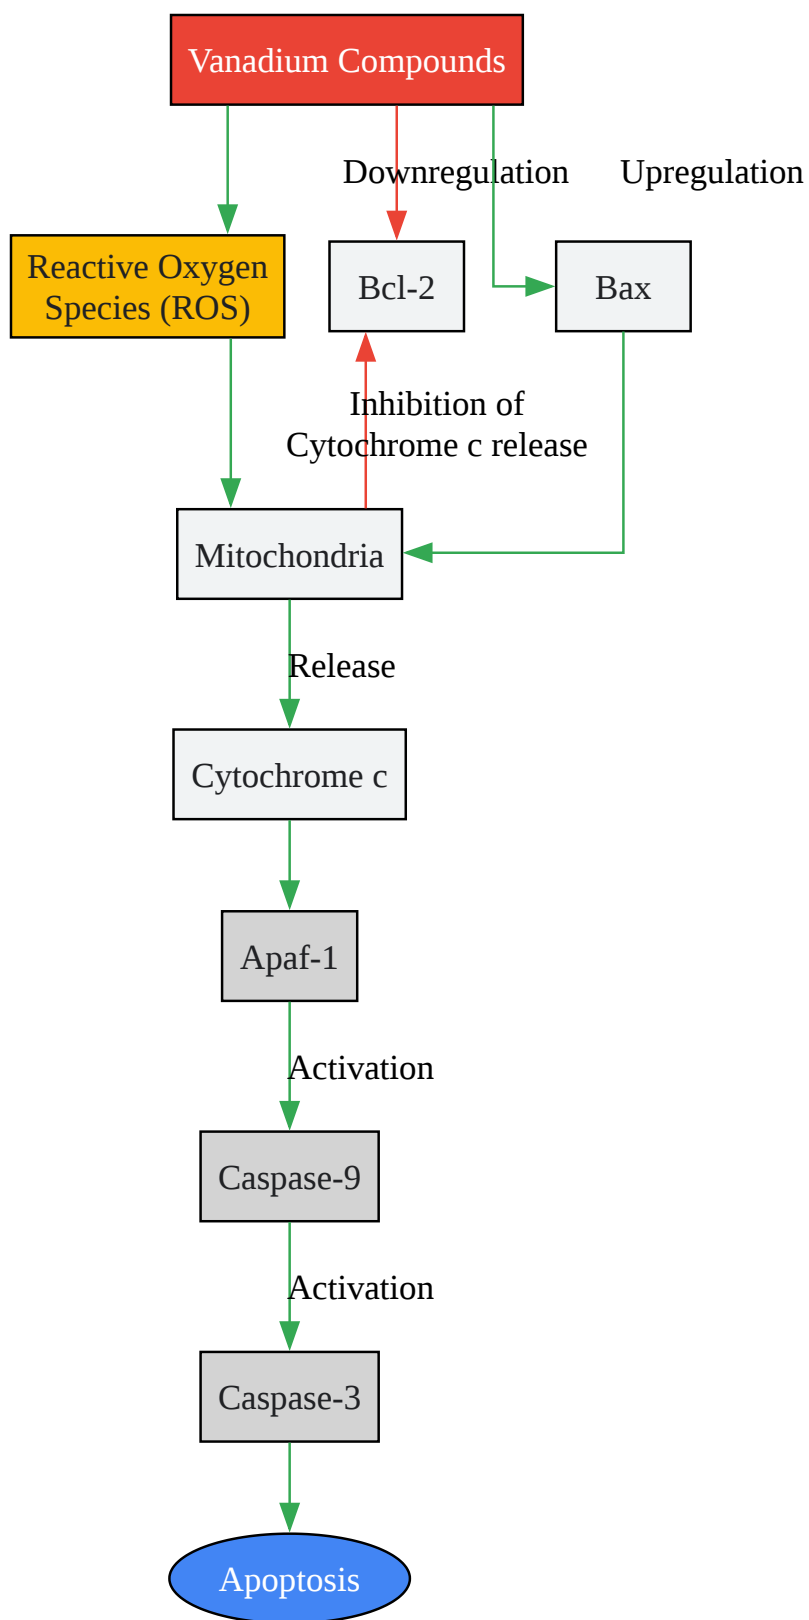 Vanadium Compounds
Downregulation
Upregulation
Reactive Oxygen
Species (ROS)
Bcl-2
Bax
Inhibition of
Cytochrome c release
Mitochondria
Release
Cytochrome c
Apaf-1
Activation
Caspase-9
Activation
Caspase-3
Apoptosis